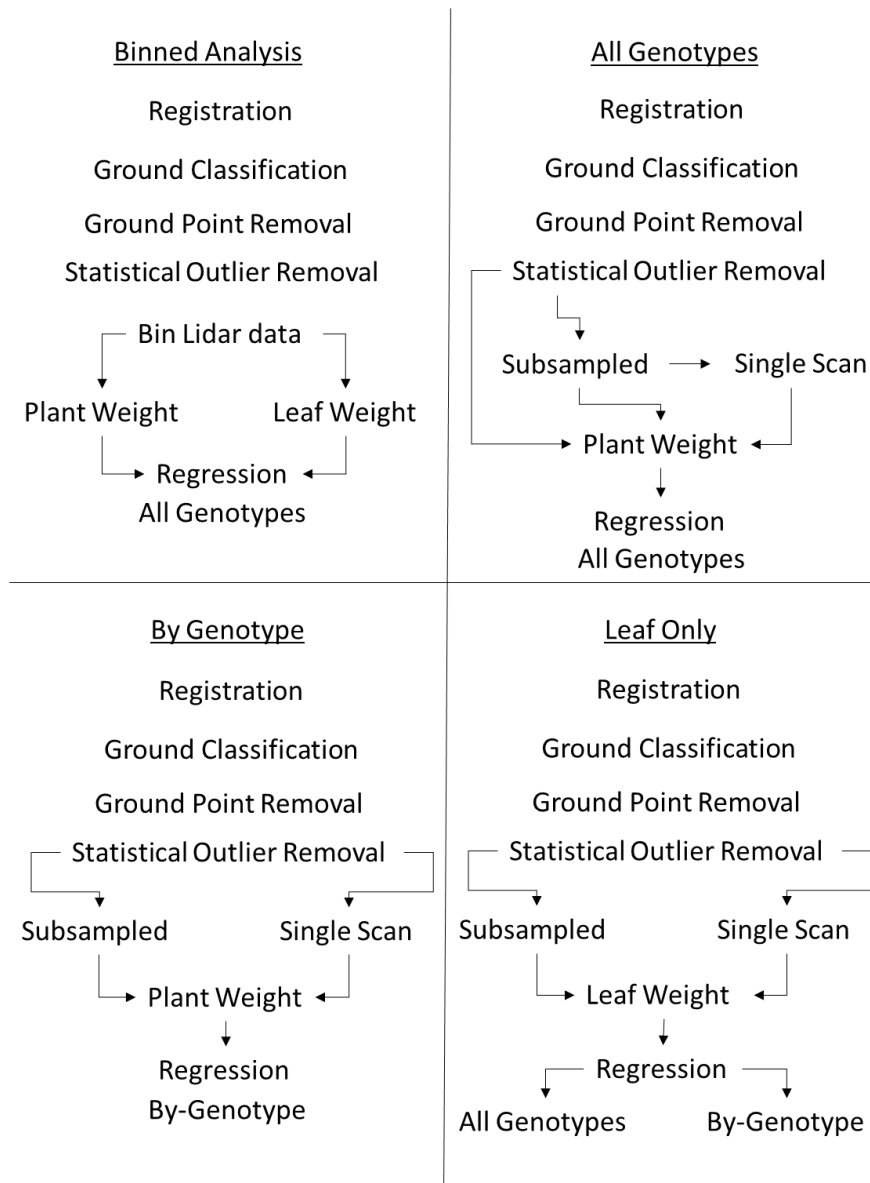 Binned Analysis
Registration
Ground Classification
Ground Point Removal
Statistical Outlier Removal
Bin Lidar data
Plant Weight
Leaf Weight
Regression
All Genotypes
All Genotypes
Registration
Ground Classification
Ground Point Removal
Statistical Outlier Removal
Subsampled
Single Scan
Plant Weight
Regression
All Genotypes
By Genotype
Registration
Ground Classification
Ground Point Removal
Statistical Outlier Removal
Subsampled
Single Scan
Plant Weight
Regression
By-Genotype
Leaf Only
Registration
Ground Classification
Ground Point Removal
Statistical Outlier Removal
Subsampled
Single Scan
Leaf Weight
Regression
All Genotypes
By-Genotype